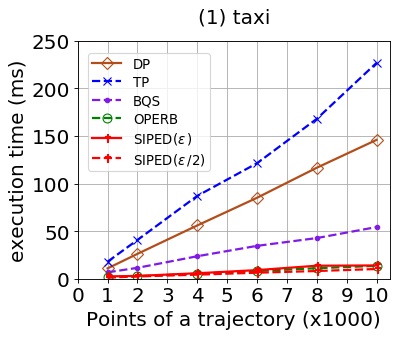 (1) taxi
250
200
150
100
50
0
execution time (ms)
DP
TP
BQS
OPERB
SIPED(ε)
SIPED(ε/2)
0 1 2 3 4 5 6 7 8 9 10
Points of a trajectory (x1000)